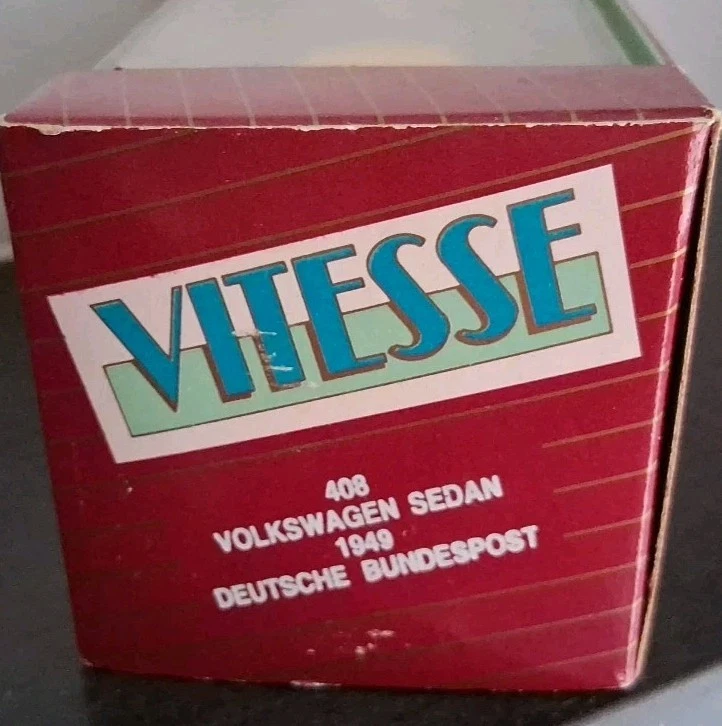 VITESSE
408
VOLKSWAGEN SEDAN
1949
DEUTSCHE BUNDESPOST